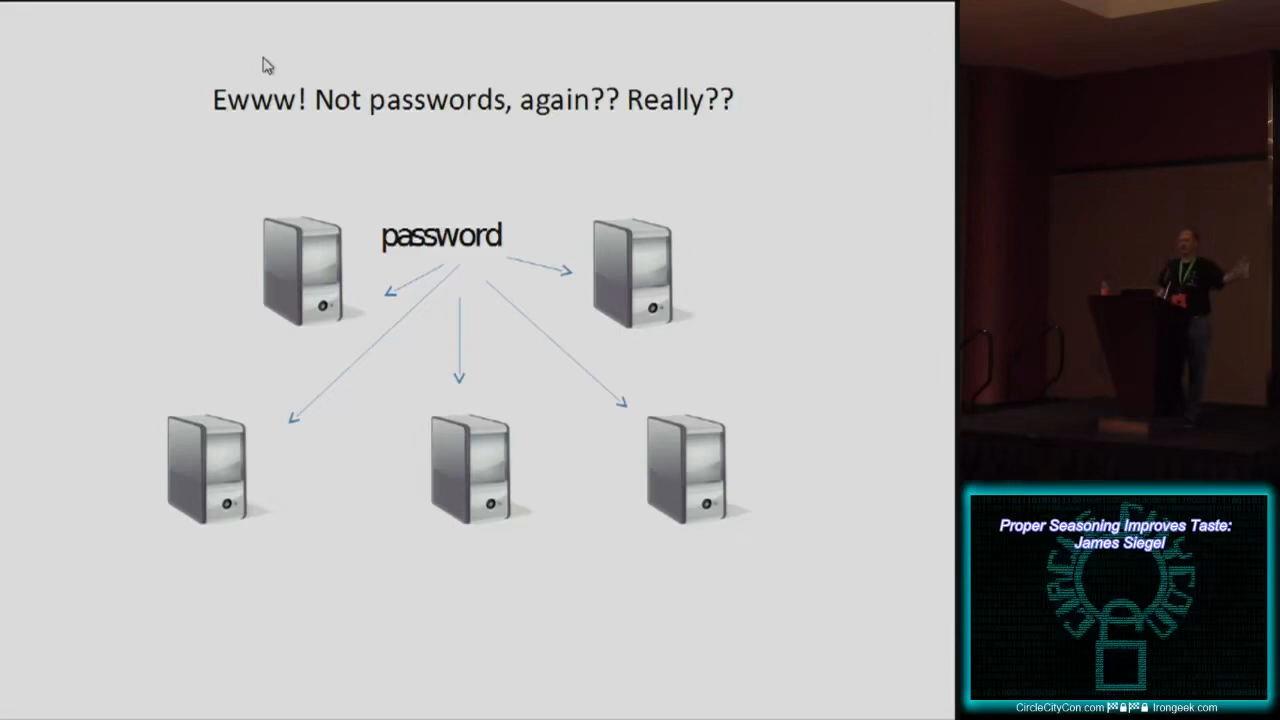 Ewww! Not passwords, again?? Really??
password
Proper Seasoning Improves Taste:
James Siegel
CircleCityCon.com
Irongeek.com